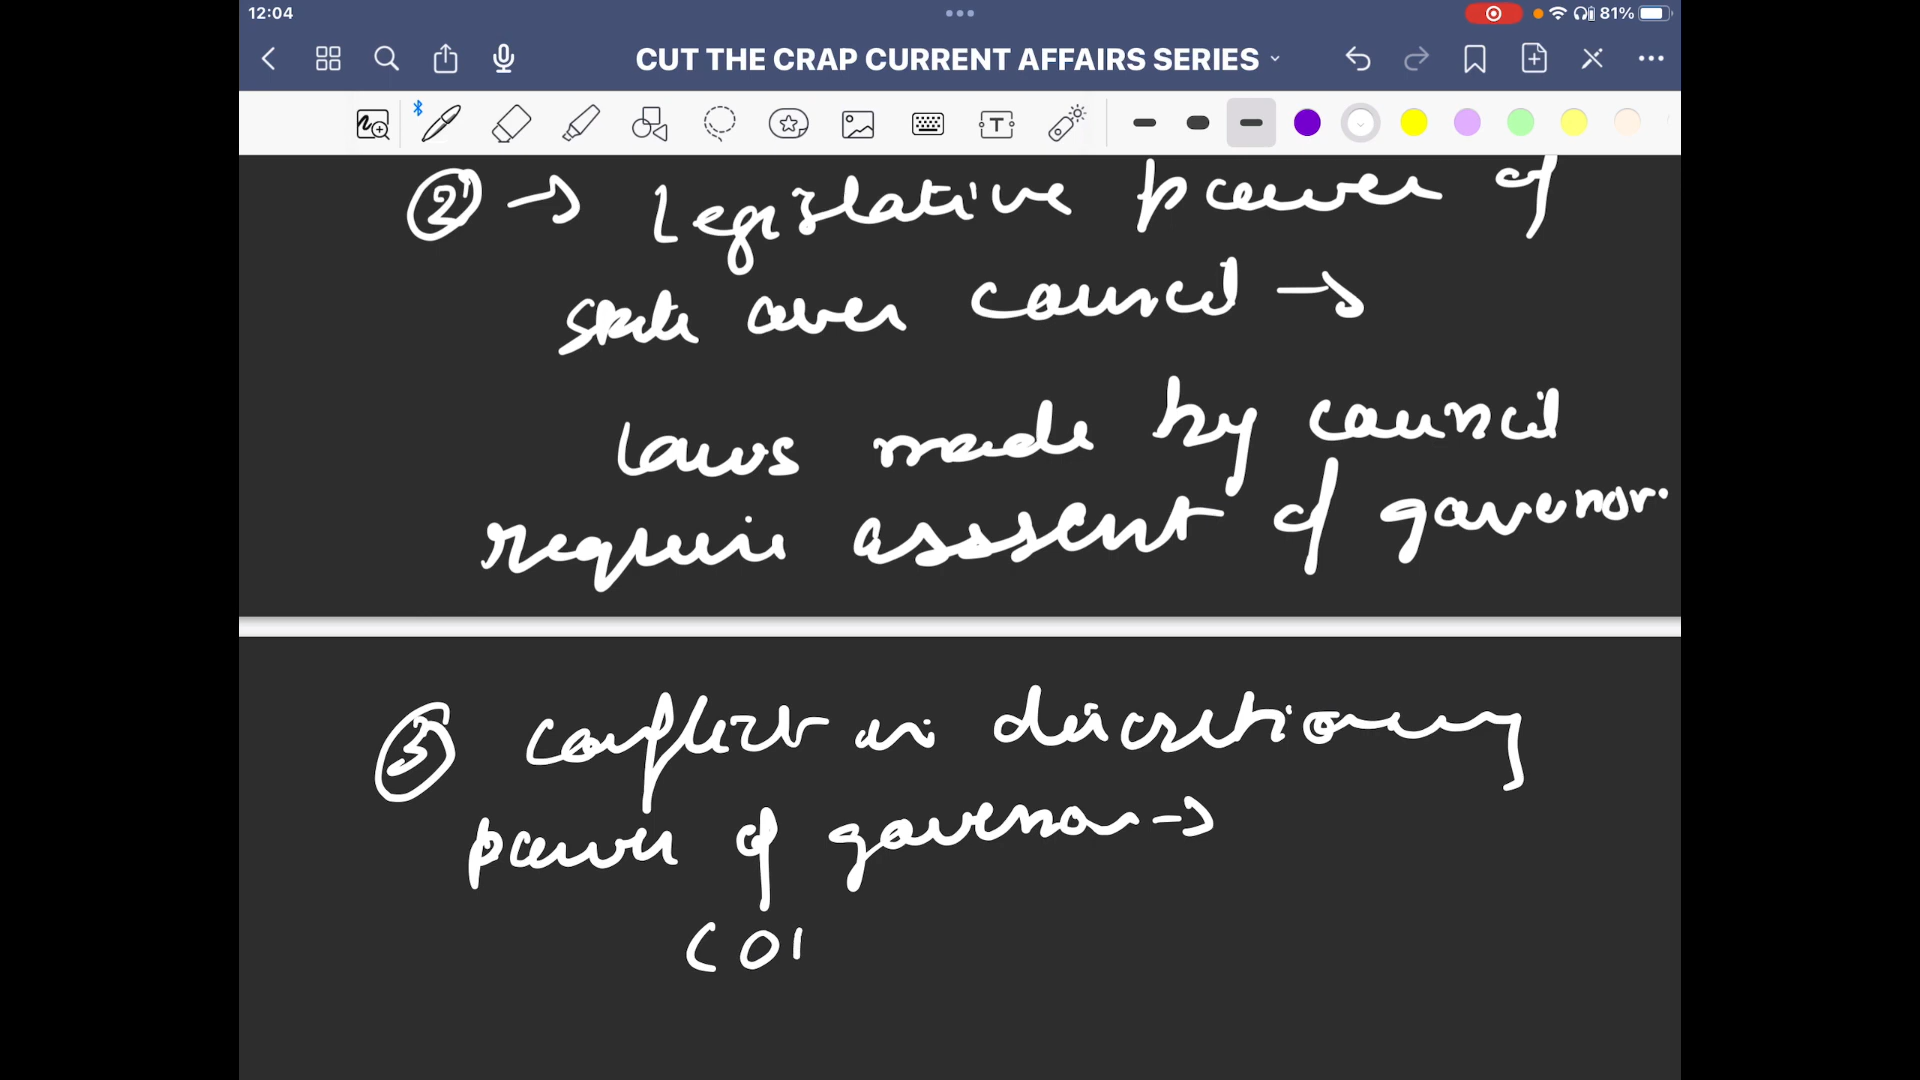 12:04
81%
CUT THE CRAP CURRENT AFFAIRS SERIES
② → Legislative power of
state over council →
Laws made by council
require asssent of governor.
③ Conflict in discretionary
power of governor →
COI